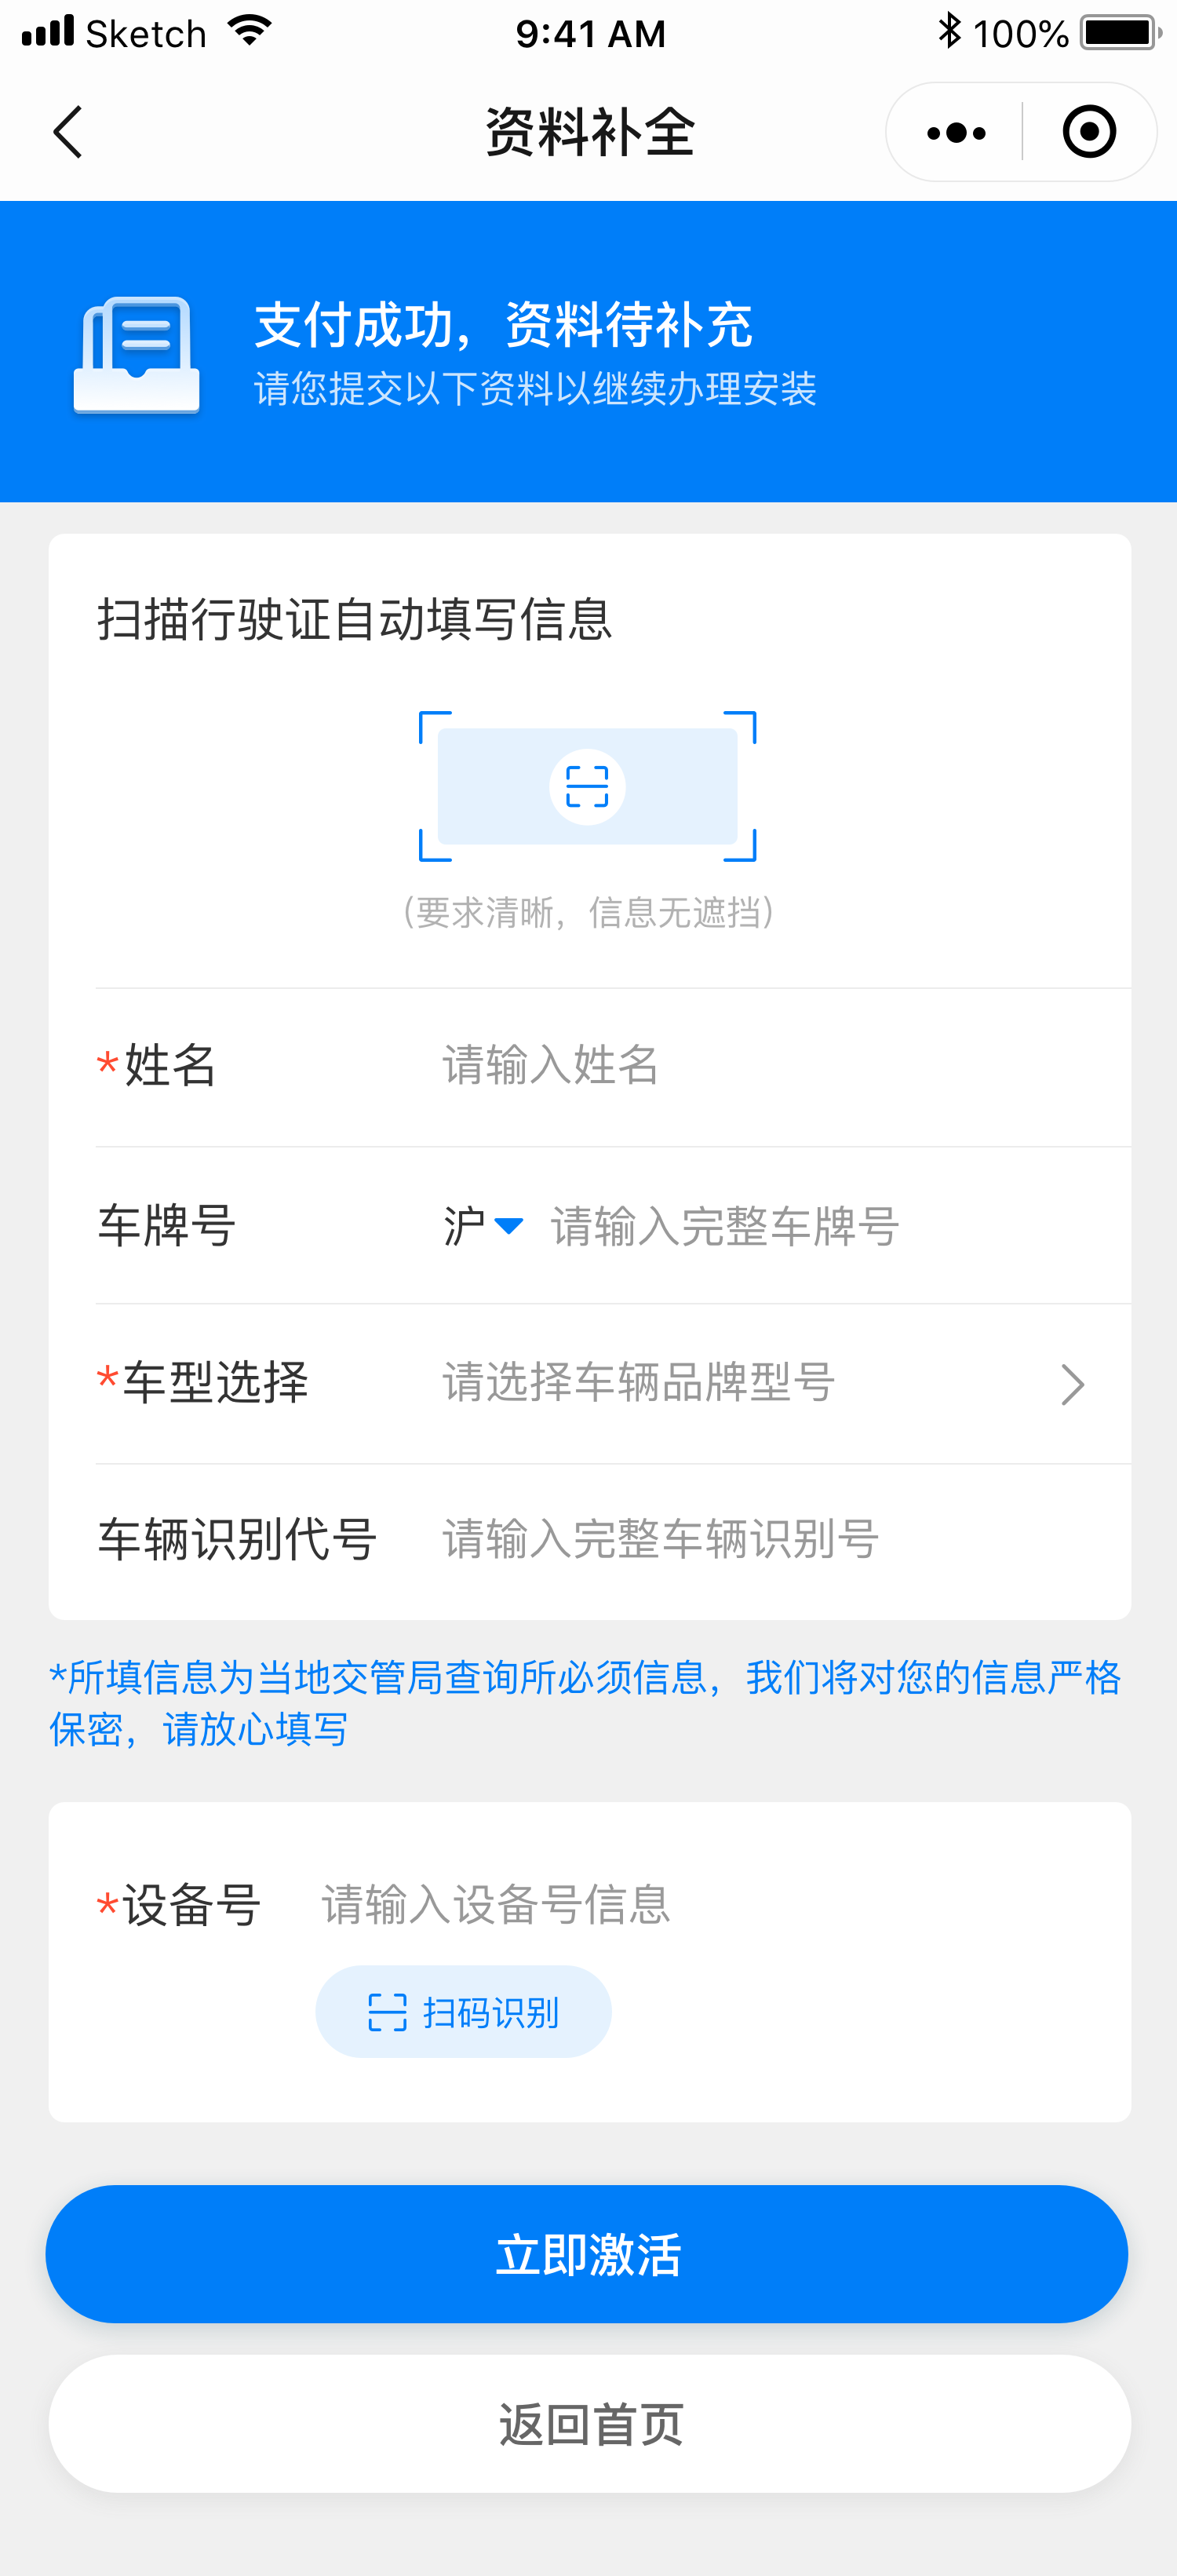 Sketch 9:41 AM 100%
资料补全
支付成功，资料待补充
请您提交以下资料以继续办理安装
扫描行驶证自动填写信息
（要求清晰，信息无遮挡）
*姓名 请输入姓名
车牌号 沪 请输入完整车牌号
*车型选择 请选择车辆品牌型号
车辆识别代号 请输入完整车辆识别号
*所填信息为当地交管局查询所必须信息，我们将对您的信息严格
保密，请放心填写
*设备号 请输入设备号信息
扫码识别
立即激活
返回首页